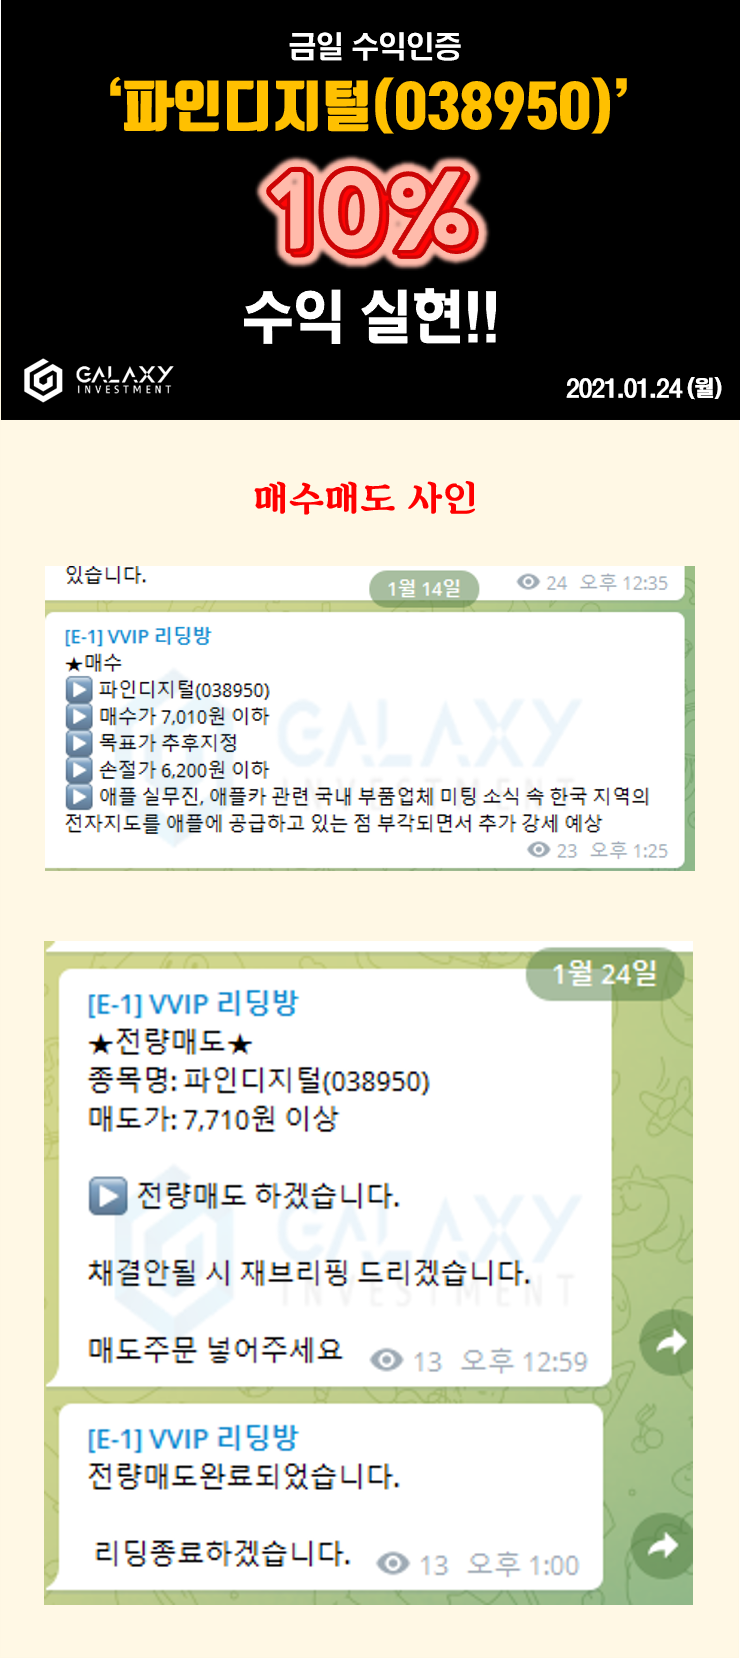 금일 수익인증
‘파인디지털(038950)’
10%
수익 실현!!
GALAXY
INVESTMENT
2021.01.24 (월)
매수매도 사인
있습니다.
24 오후 12:35
1월 14일
[E-1] VVIP 리딩방
★매수
▶ 파인디지털(038950)
▶ 매수가 7,010원 이하
▶ 목표가 추후지정
▶ 손절가 6,200원 이하
▶ 애플 실무진, 애플카 관련 국내 부품업체 미팅 소식 속 한국 지역의
전자지도를 애플에 공급하고 있는 점 부각되면서 추가 강세 예상
23 오후 1:25
GALAXY
INVESTMENT
1월 24일
[E-1] VVIP 리딩방
★전량매도★
종목명: 파인디지털(038950)
매도가: 7,710원 이상
▶ 전량매도 하겠습니다.
채결안될 시 재브리핑 드리겠습니다.
매도주문 넣어주세요 13 오후 12:59
GALAXY
INVESTMENT
[E-1] VVIP 리딩방
전량매도완료되었습니다.
리딩종료하겠습니다. 13 오후 1:00